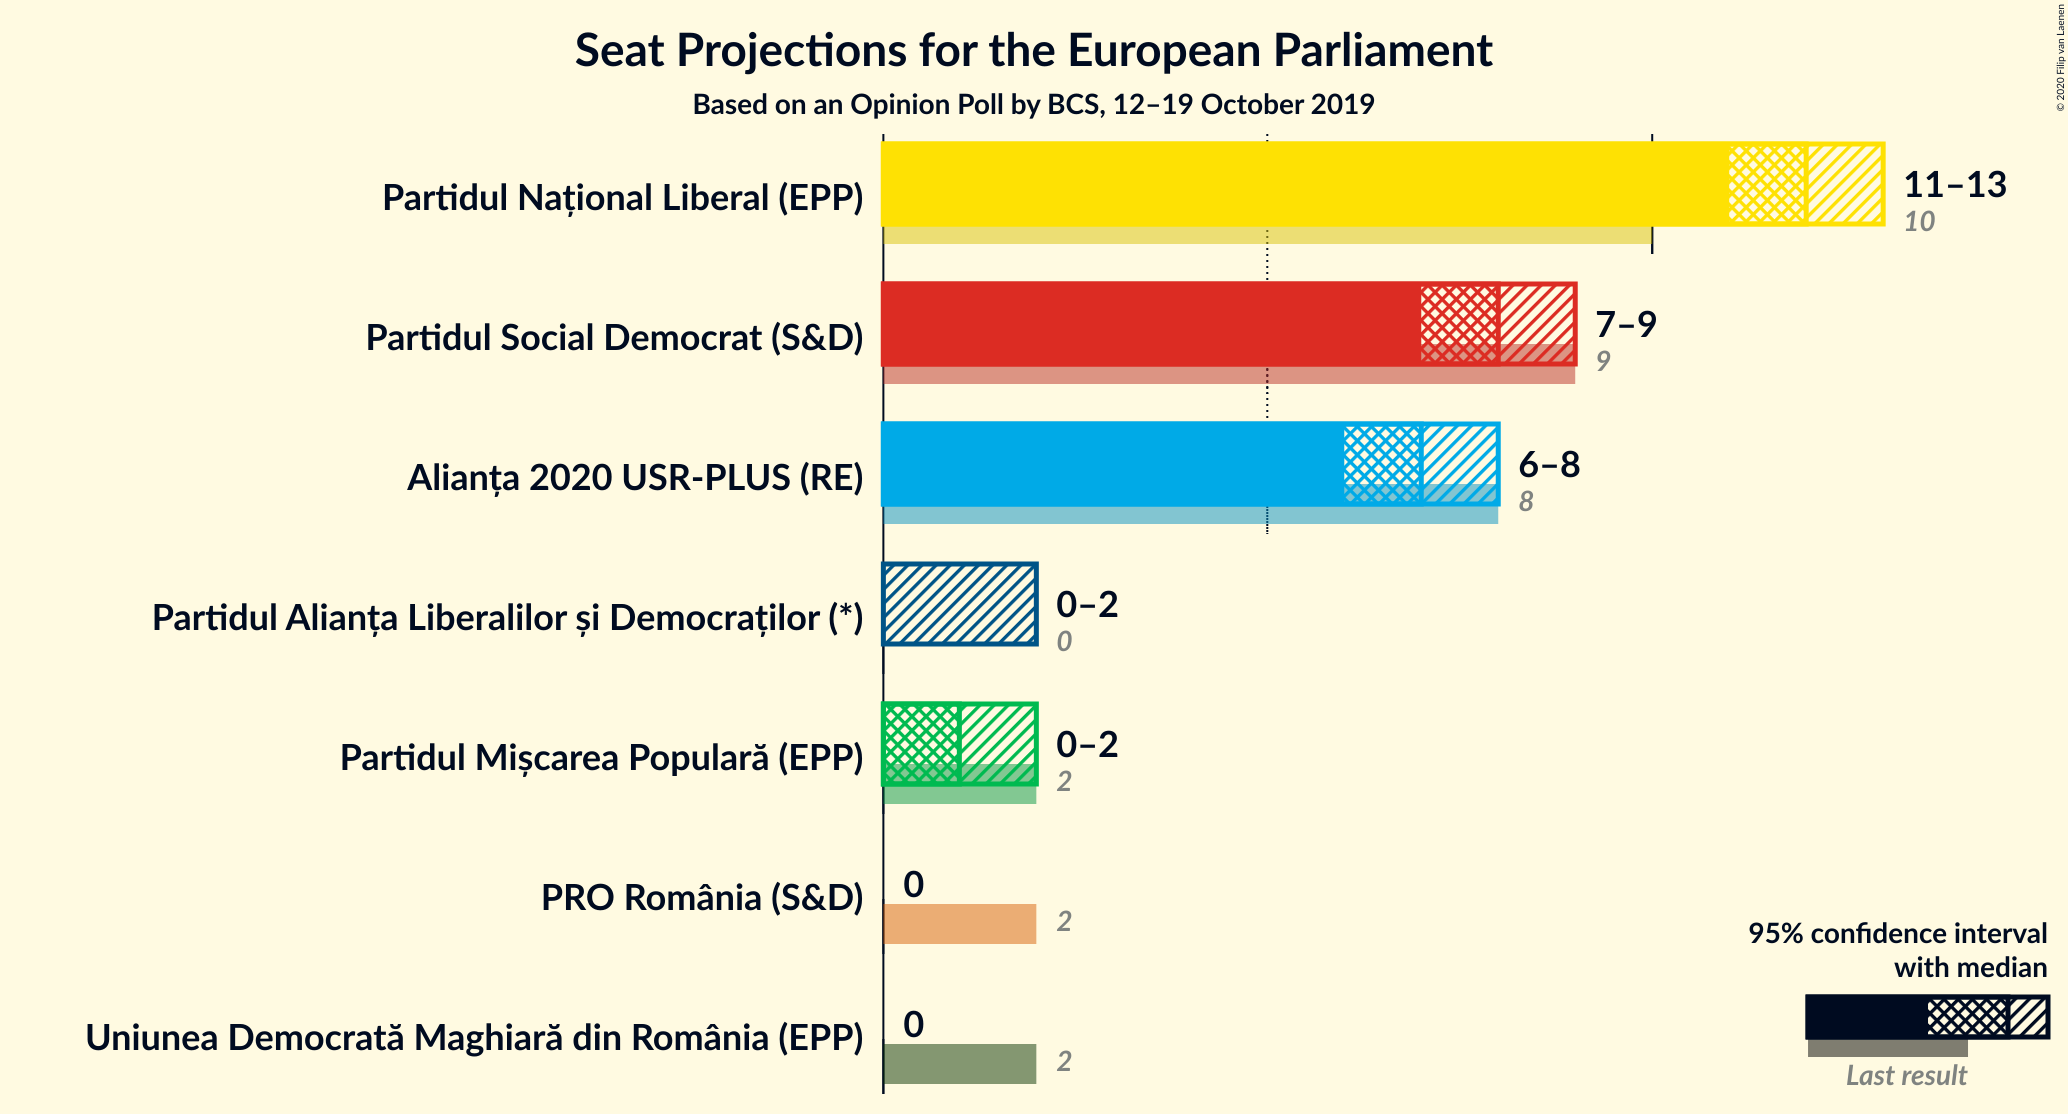 Seat Projections for the European Parliament
Based on an Opinion Poll by BCS, 12–19 October 2019
© 2020 Filip van Laenen
Partidul Național Liberal (EPP)
11–13
10
Partidul Social Democrat (S&D)
7–9
9
Alianța 2020 USR-PLUS (RE)
6–8
8
Partidul Alianța Liberalilor și Democraților (*)
0–2
0
Partidul Mișcarea Populară (EPP)
0–2
2
PRO România (S&D)
0
2
Uniunea Democrată Maghiară din România (EPP)
0
2
95% confidence interval
with median
Last result